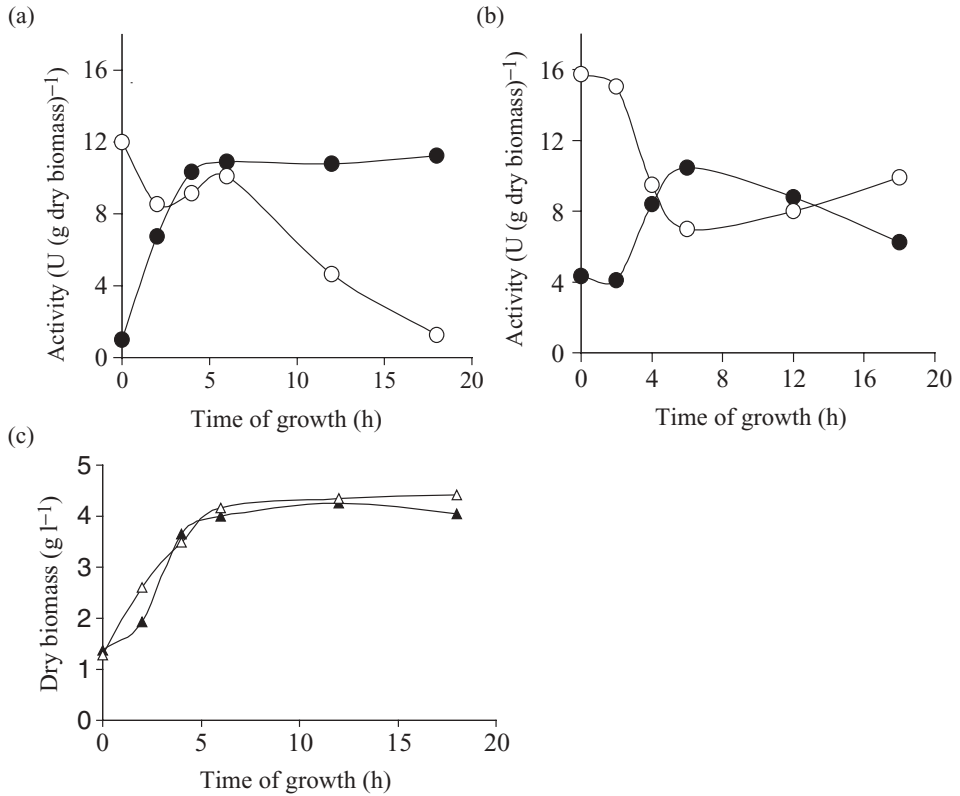 (a)
Activity (U (g dry biomass)⁻¹)
16
12
8
4
0
0 5 10 15 20
Time of growth (h)
(b)
Activity (U (g dry biomass)⁻¹)
16
12
8
4
0
0 4 8 12 16 20
Time of growth (h)
(c)
Dry biomass (g l⁻¹)
5
4
3
2
1
0
0 5 10 15 20
Time of growth (h)